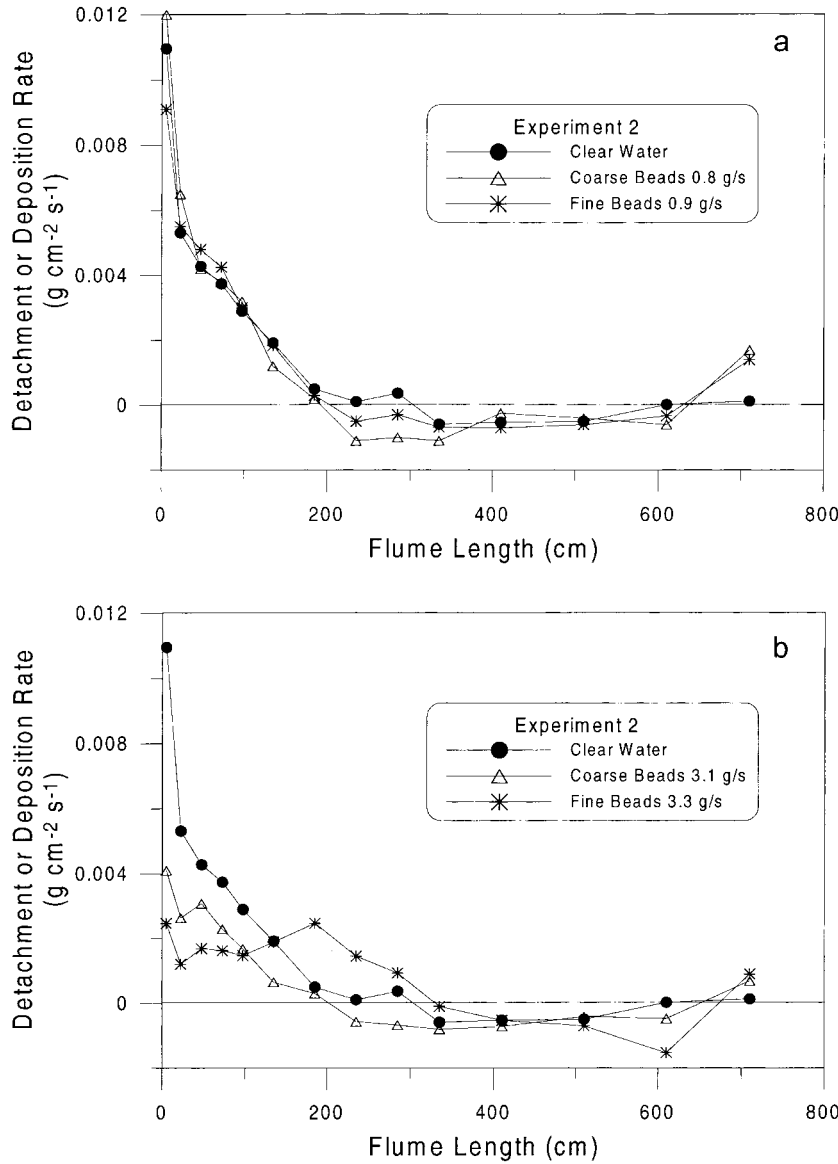 a
Experiment 2
Clear Water
Coarse Beads 0.8 g/s
Fine Beads 0.9 g/s
Detachment or Deposition Rate
(g cm-2 s-1)
0.012
0.008
0.004
0
0
200
400
600
800
Flume Length (cm)
b
Experiment 2
Clear Water
Coarse Beads 3.1 g/s
Fine Beads 3.3 g/s
Detachment or Deposition Rate
(g cm-2 s-1)
0.012
0.008
0.004
0
0
200
400
600
800
Flume Length (cm)